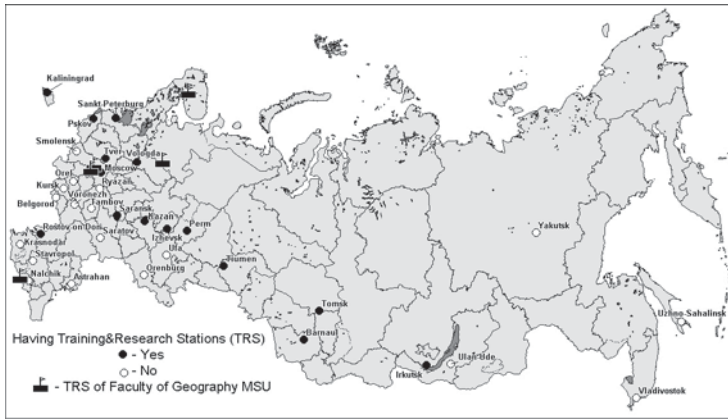 Kaliningrad
Sankt-Peterburg
Pskov
Smolensk
Tver
Vologda
Moscow
Orel
Ryazan
Kursk
Voronezh
Belgorod
Tambov
Saransk
Kazan
Perm
Rostov on Don
Saratov
Izhevsk
Krasnodar
Ufa
Stavropol
Tiumen
Nalchik
Astrahan
Orenburg
Yakutsk
Tomsk
Barnaul
Uzhno-Sahalinsk
Irkutsk
Ulan Ude
Vladivostok
Having Training&Research Stations (TRS)
- Yes
- No
- TRS of Faculty of Geography MSU